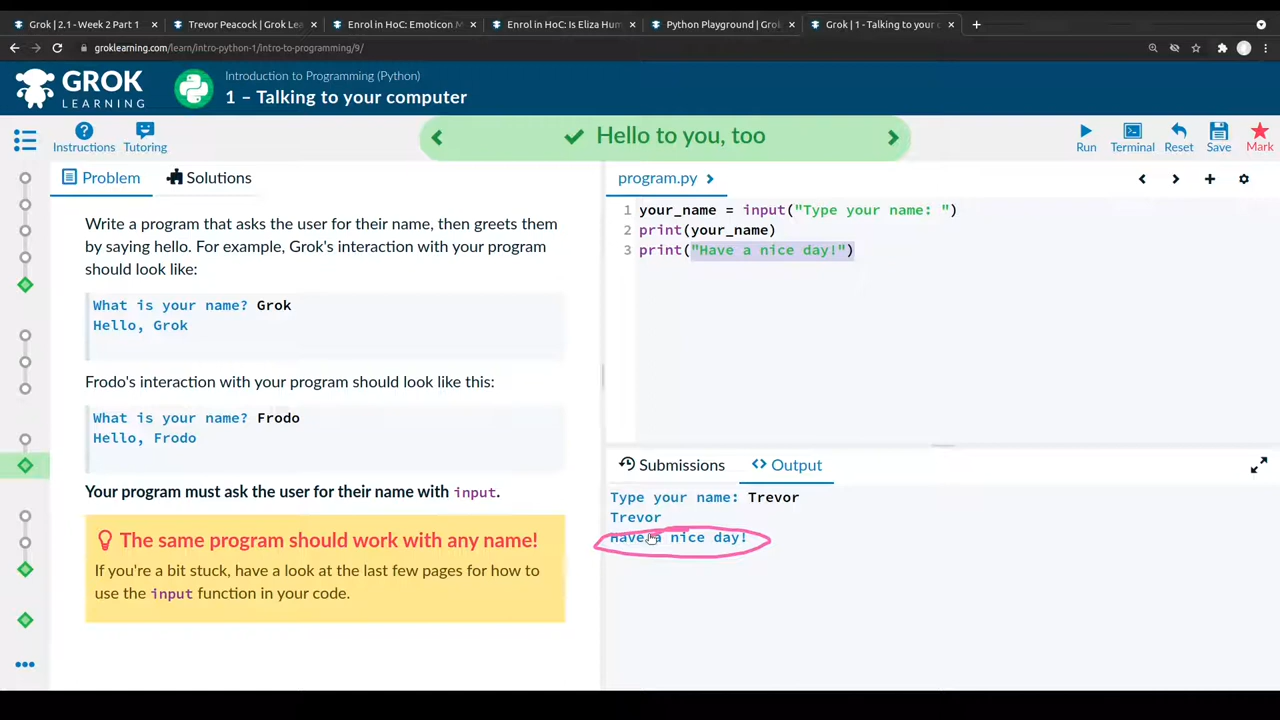 Grok | 2.1 - Week 2 Part 1
Trevor Peacock | Grok Lea
Enrol in HoC: Emoticon M
Enrol in HoC: Is Eliza Hum
Python Playground | Grok
Grok | 1 - Talking to your c
groklearning.com/learn/intro-python-1/intro-to-programming/9/
GROK
LEARNING
Introduction to Programming (Python)
1 – Talking to your computer
Instructions
Tutoring
Hello to you, too
Run
Terminal
Reset
Save
Mark
Problem
Solutions
Write a program that asks the user for their name, then greets them
by saying hello. For example, Grok's interaction with your program
should look like:
What is your name? Grok
Hello, Grok
Frodo's interaction with your program should look like this:
What is your name? Frodo
Hello, Frodo
Your program must ask the user for their name with input.
The same program should work with any name!
If you're a bit stuck, have a look at the last few pages for how to
use the input function in your code.
program.py
1 your_name = input("Type your name: ")
2 print(your_name)
3 print("Have a nice day!")
Submissions
<> Output
Type your name: Trevor
Trevor
Have a nice day!